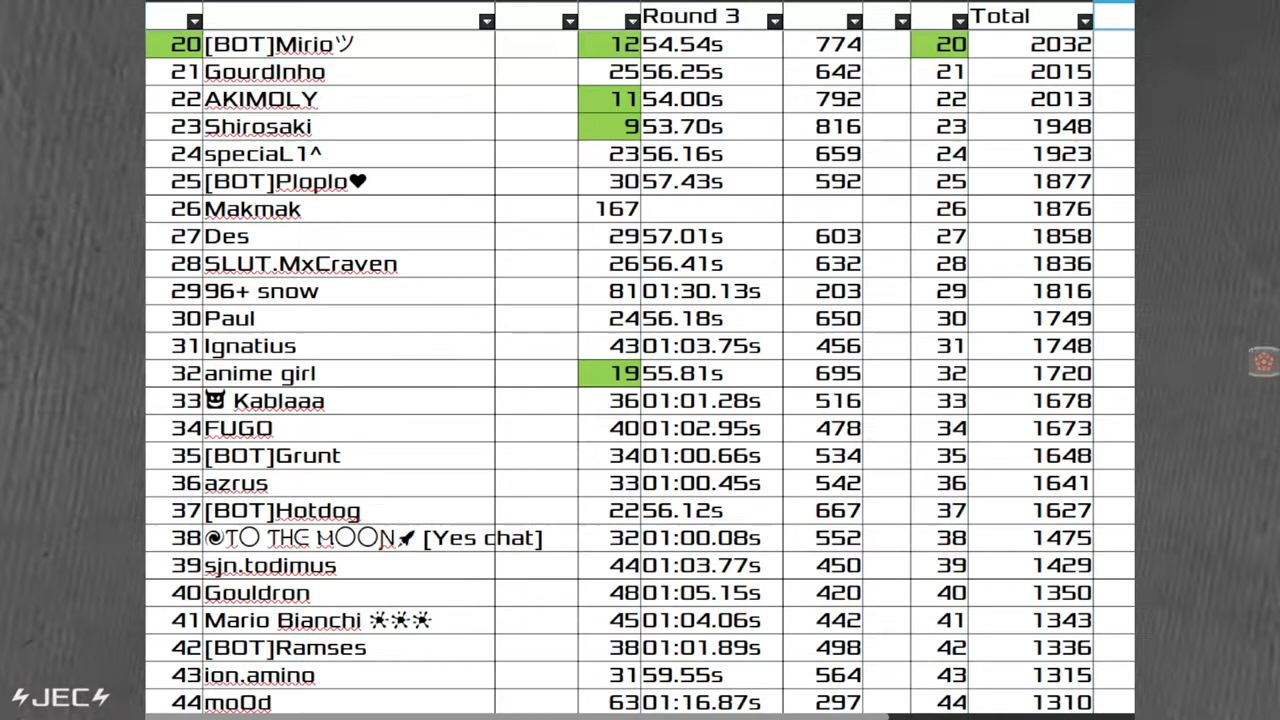 Round 3 Total
20 [BOT]Mirioツ 12 54.54s 774 20 2032
21 GourdInho 25 56.25s 642 21 2015
22 AKIMOLY 11 54.00s 792 22 2013
23 Shirosaki 9 53.70s 816 23 1948
24 speciaL1^ 23 56.16s 659 24 1923
25 [BOT]Ploplo♥ 30 57.43s 592 25 1877
26 Makmak 167 26 1876
27 Des 29 57.01s 603 27 1858
28 SLUT.MxCraven 26 56.41s 632 28 1836
29 96+ snow 81 01:30.13s 203 29 1816
30 Paul 24 56.18s 650 30 1749
31 Ignatius 43 01:03.75s 456 31 1748
32 anime girl 19 55.81s 695 32 1720
33 😈 Kablaaa 36 01:01.28s 516 33 1678
34 FUGO 40 01:02.95s 478 34 1673
35 [BOT]Grunt 34 01:00.66s 534 35 1648
36 azrus 33 01:00.45s 542 36 1641
37 [BOT]Hotdog 22 56.12s 667 37 1627
38 TO THE MOON [Yes chat] 32 01:00.08s 552 38 1475
39 sjn.todimus 44 01:03.77s 450 39 1429
40 Gouldron 48 01:05.15s 420 40 1350
41 Mario Bianchi ☀☀☀ 45 01:04.06s 442 41 1343
42 [BOT]Ramses 38 01:01.89s 498 42 1336
43 ion.amino 31 59.55s 564 43 1315
44 moOd 63 01:16.87s 297 44 1310
⚡JEC⚡